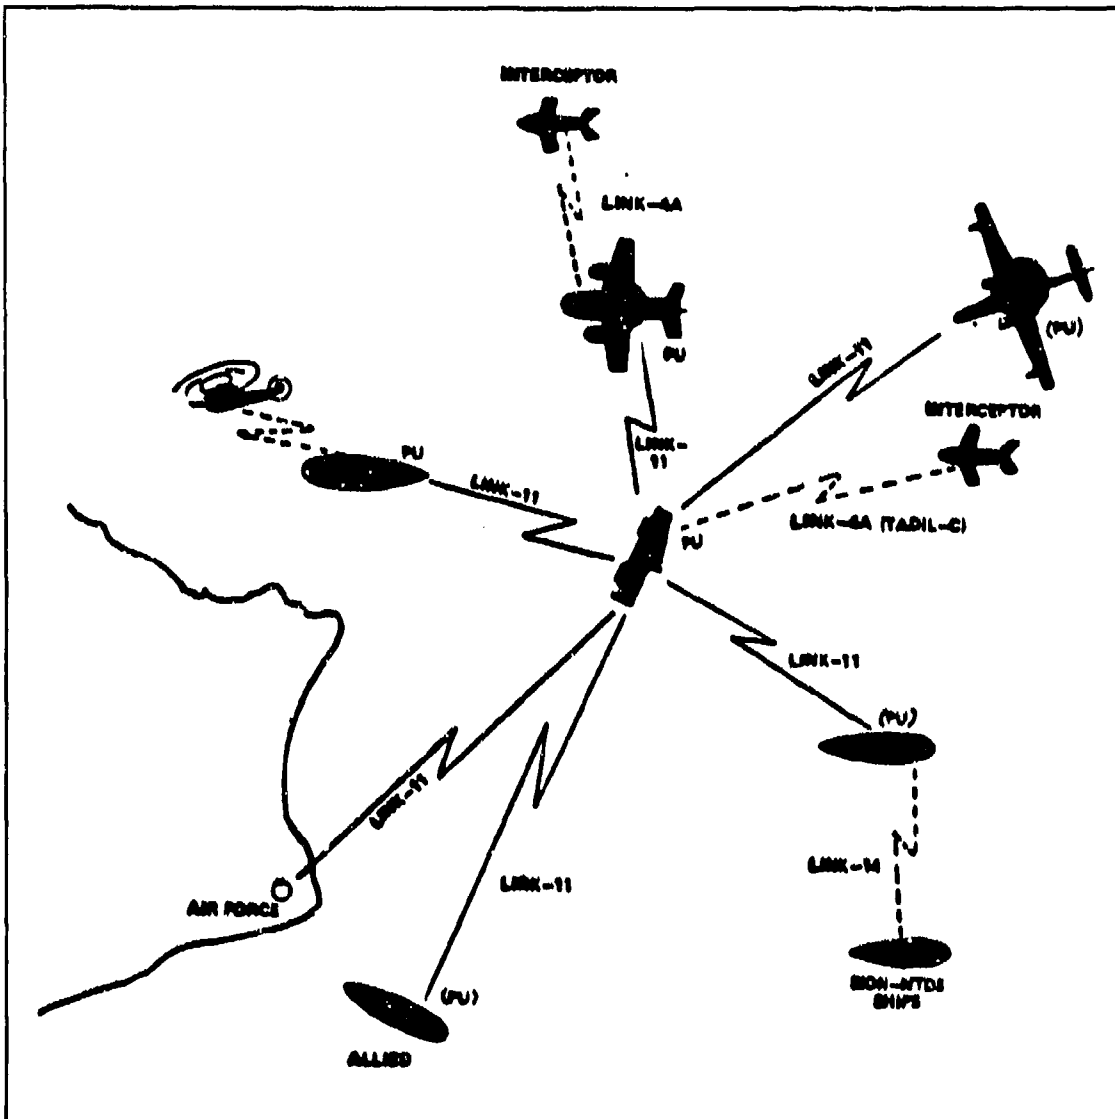 INTERCEPTOR
LINK-4A
(PU)
PU
LINK-11
INTERCEPTOR
LINK-
11
PU
LINK-11
LINK-4A (TADIL-C)
PU
LINK-11
(PU)
LINK-11
LINK-14
LINK-11
AIR FORCE
(PU)
NON-NTDS
SHIPS
ALLIED